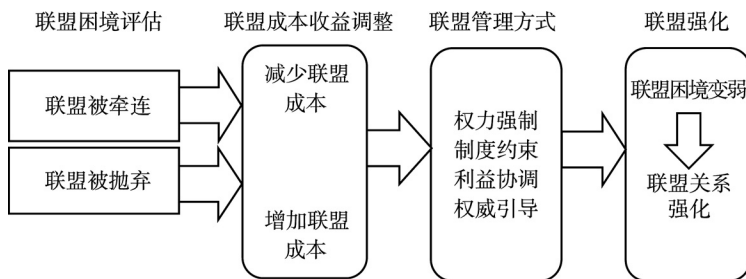 联盟困境评估
联盟成本收益调整
联盟管理方式
联盟强化
联盟被牵连
联盟被抛弃
减少联盟
成本
增加联盟
成本
权力强制
制度约束
利益协调
权威引导
联盟困境变弱
联盟关系
强化